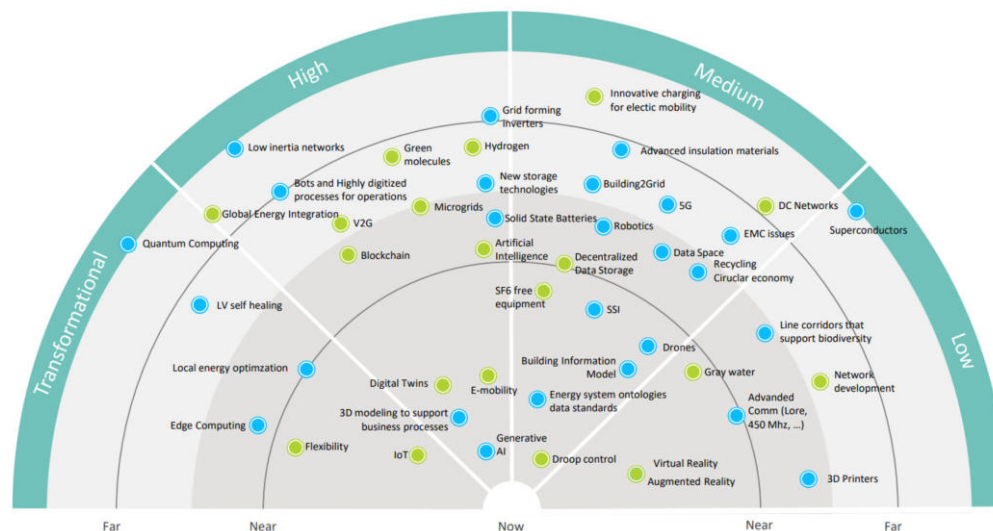 High
Medium
Transformational
Low
Innovative charging
for electic mobility
Grid forming
inverters
Low inertia networks
Green
molecules
Hydrogen
Advanced insulation materials
Bots and Highly digitized
processes for operations
New storage
technologies
Building2Grid
Global Energy Integration
V2G
Microgrids
Solid State Batteries
Robotics
5G
DC Networks
Superconductors
EMC issues
Quantum Computing
Blockchain
Artificial
Intelligence
Decentralized
Data Storage
Data Space
Recycling
Ciruclar economy
SF6 free
equipment
LV self healing
SSI
Line corridors that
support biodiversity
Drones
Local energy optimzation
Building Information
Model
Gray water
Network
development
Digital Twins
E-mobility
Energy system ontologies
data standards
Advanded
Comm (Lore,
450 Mhz, ...)
3D modeling to support
business processes
Edge Computing
Flexibility
IoT
Generative
AI
Droop control
Virtual Reality
Augmented Reality
3D Printers
Far
Near
Now
Near
Far